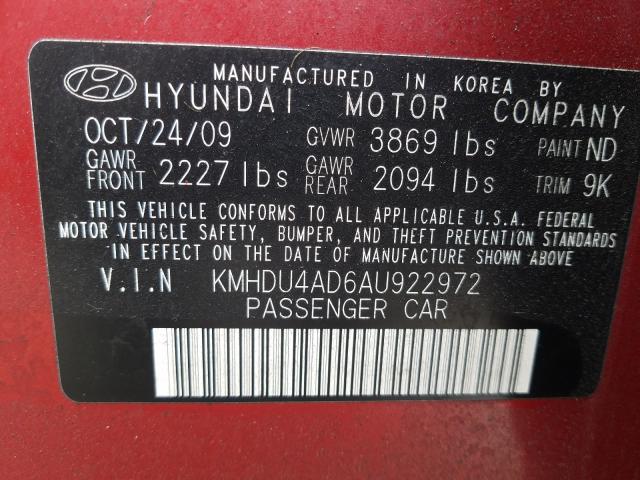 MANUFACTURED IN KOREA BY
HYUNDAI MOTOR COMPANY
OCT/24/09 GVWR 3869 lbs PAINT ND
GAWR FRONT 2227 lbs GAWR REAR 2094 lbs TRIM 9K
THIS VEHICLE CONFORMS TO ALL APPLICABLE U.S.A. FEDERAL
MOTOR VEHICLE SAFETY, BUMPER, AND THEFT PREVENTION STANDARDS
IN EFFECT ON THE DATE OF MANUFACTURE SHOWN ABOVE.
V.I.N KMHDU4AD6AU922972
PASSENGER CAR